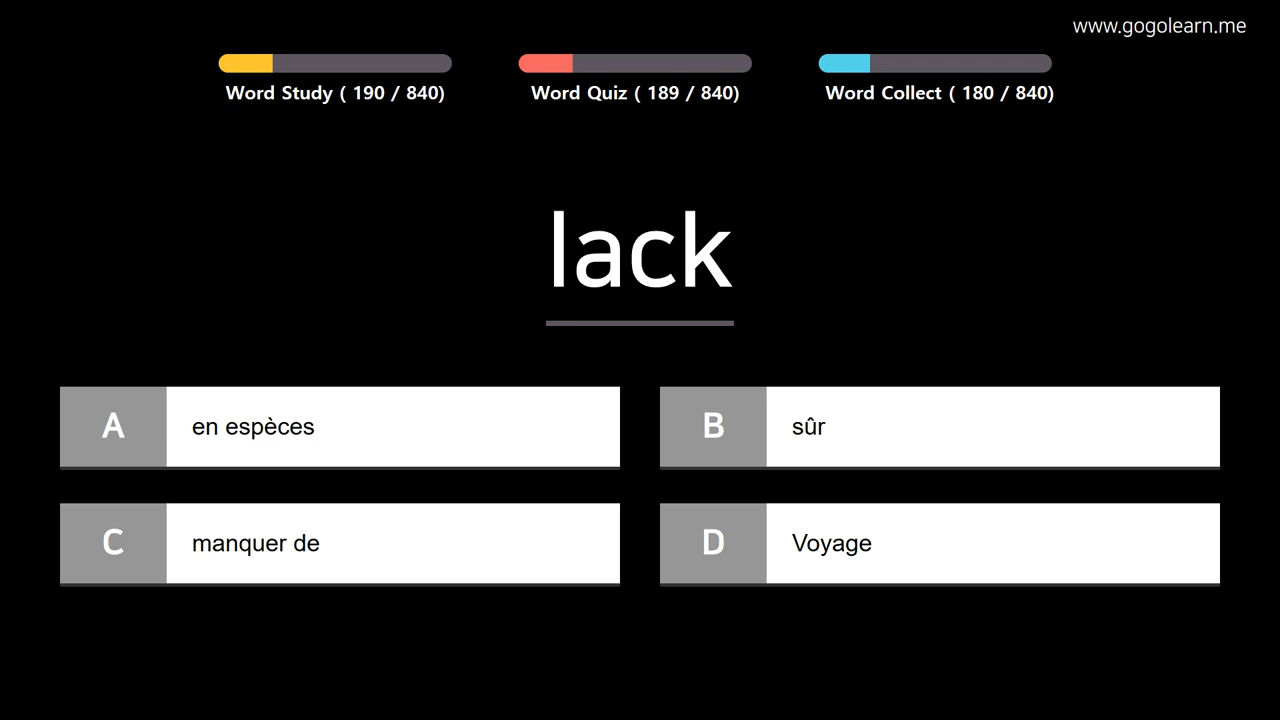 www.gogolearn.me
Word Study ( 190 / 840)
Word Quiz ( 189 / 840)
Word Collect ( 180 / 840)
lack
A
en espèces
B
sûr
C
manquer de
D
Voyage